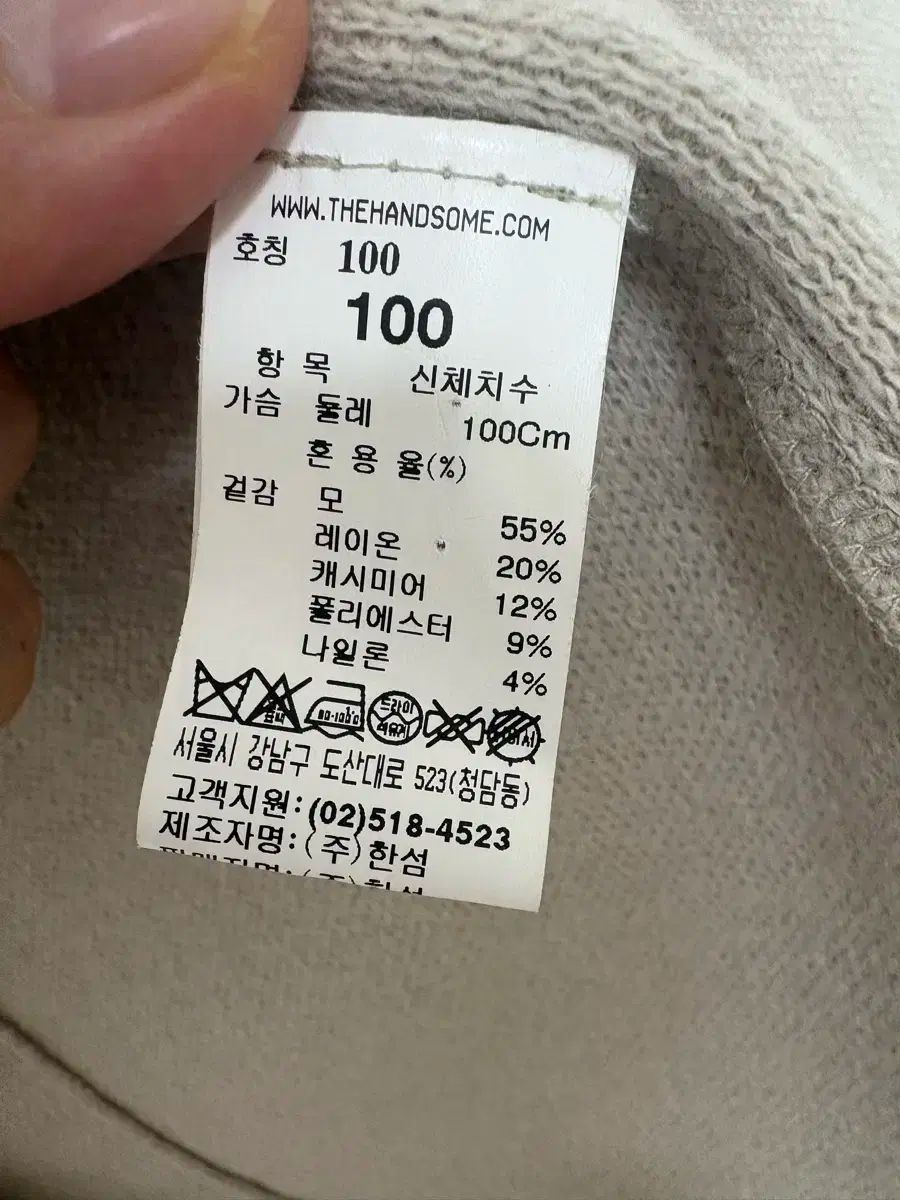 WWW.THEHANDSOME.COM
호칭 100
100
항 목 신체치수
가슴 둘레 100Cm
혼 용 율(%)
겉감 모 55%
레이온 20%
캐시미어 12%
폴리에스터 9%
나일론 4%
드라이
서울시 강남구 도산대로 523(청담동)
고객지원:(02)518-4523
제조자명:(주)한섬